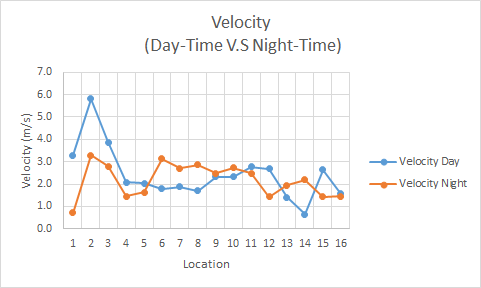 Velocity
(Day-Time V.S Night-Time)
7.0
6.0
5.0
4.0
3.0
2.0
1.0
0.0
Velocity (m/s)
1 2 3 4 5 6 7 8 9 10 11 12 13 14 15 16
Location
Velocity Day
Velocity Night